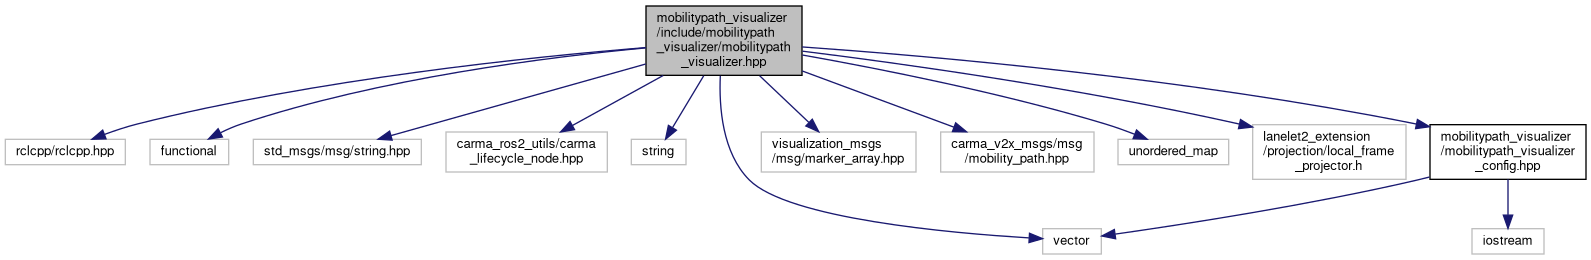 mobilitypath_visualizer
/include/mobilitypath
_visualizer/mobilitypath
_visualizer.hpp
rclcpp/rclcpp.hpp
functional
std_msgs/msg/string.hpp
carma_ros2_utils/carma
_lifecycle_node.hpp
string
visualization_msgs
/msg/marker_array.hpp
carma_v2x_msgs/msg
/mobility_path.hpp
unordered_map
lanelet2_extension
/projection/local_frame
_projector.h
mobilitypath_visualizer
/mobilitypath_visualizer
_config.hpp
vector
iostream